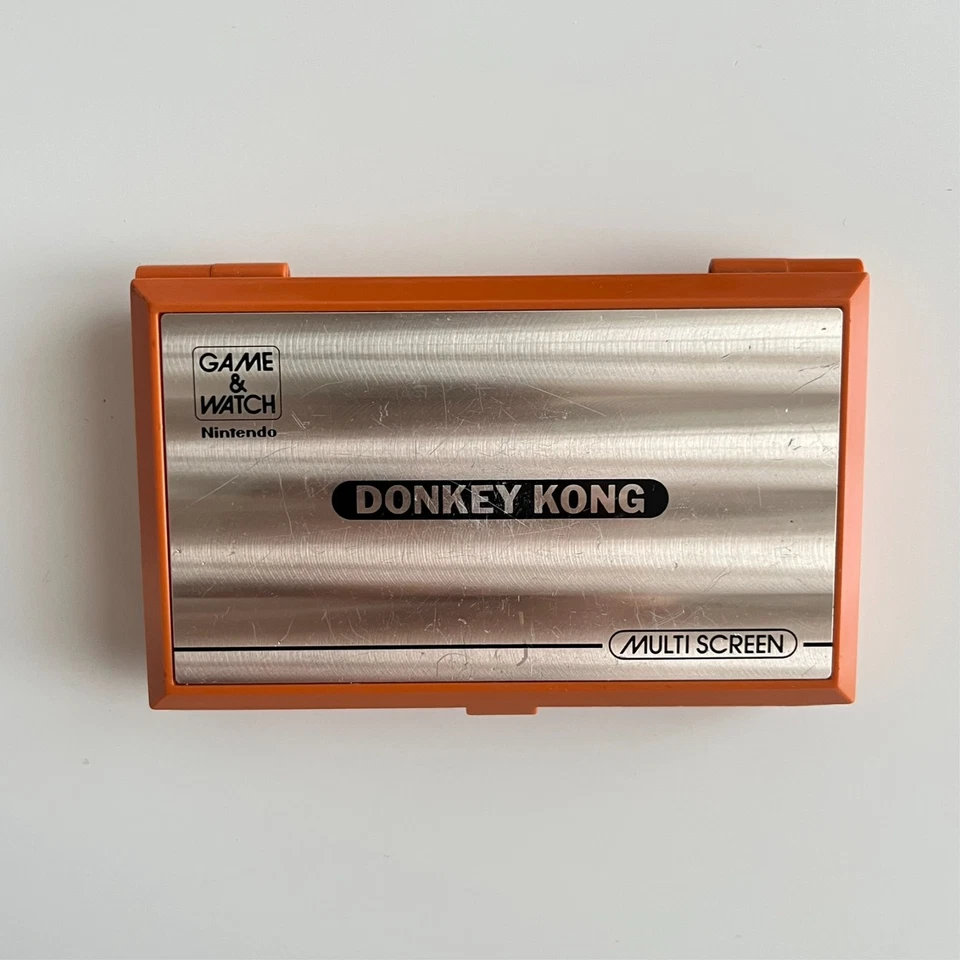 GAME
&
WATCH
Nintendo
DONKEY KONG
MULTI SCREEN